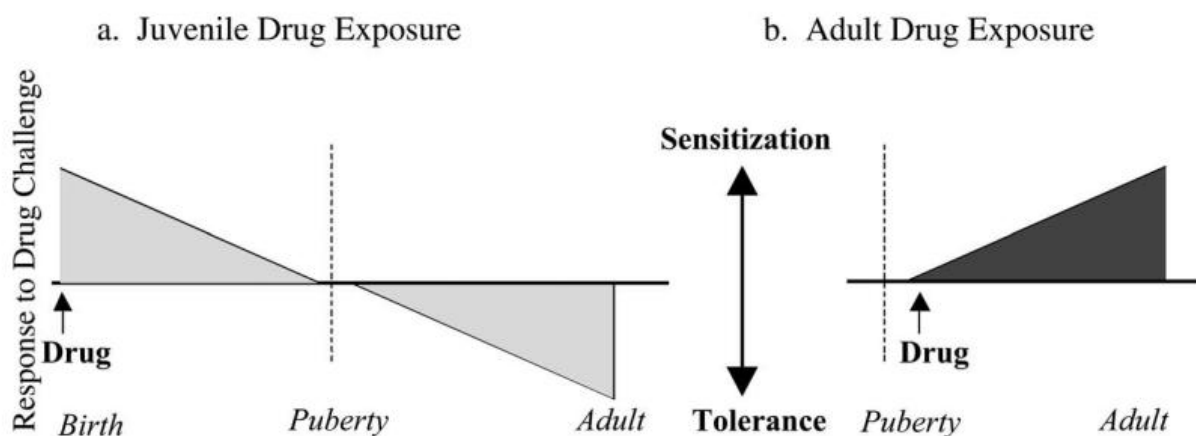 a. Juvenile Drug Exposure
b. Adult Drug Exposure
Response to Drug Challenge
Sensitization
Drug
Drug
Birth
Puberty
Adult
Tolerance
Puberty
Adult